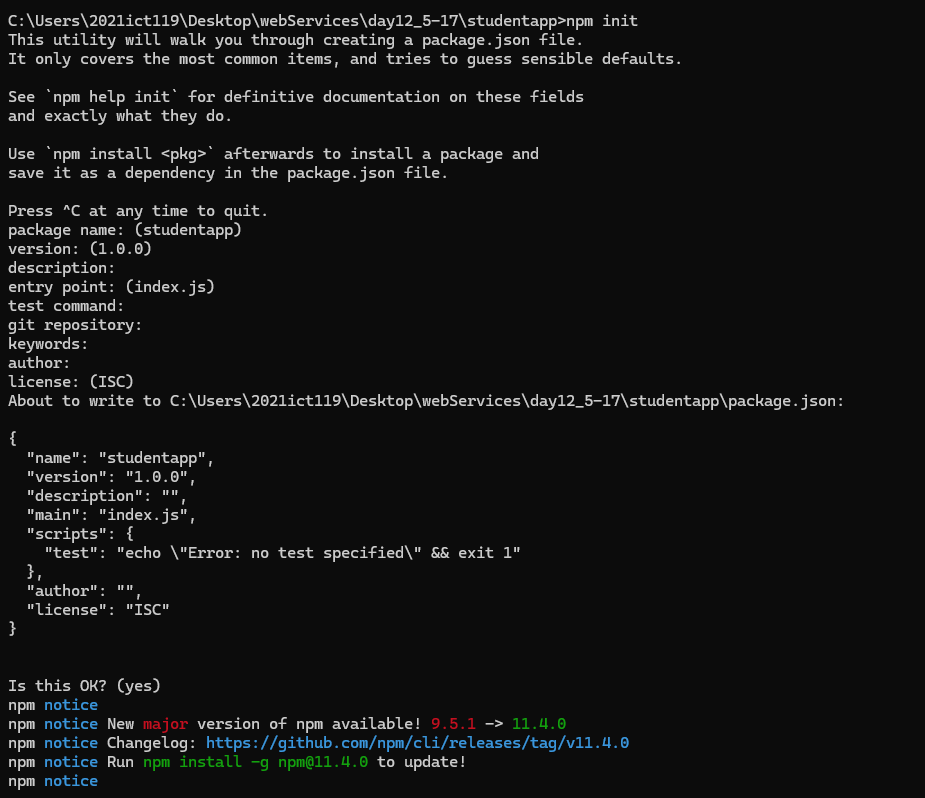 C:\Users\2021ict119\Desktop\webServices\day12_5-17\studentapp>npm init
This utility will walk you through creating a package.json file.
It only covers the most common items, and tries to guess sensible defaults.

See `npm help init` for definitive documentation on these fields
and exactly what they do.

Use `npm install <pkg>` afterwards to install a package and
save it as a dependency in the package.json file.

Press ^C at any time to quit.
package name: (studentapp)
version: (1.0.0)
description:
entry point: (index.js)
test command:
git repository:
keywords:
author:
license: (ISC)
About to write to C:\Users\2021ict119\Desktop\webServices\day12_5-17\studentapp\package.json:

{
  "name": "studentapp",
  "version": "1.0.0",
  "description": "",
  "main": "index.js",
  "scripts": {
    "test": "echo \"Error: no test specified\" && exit 1"
  },
  "author": "",
  "license": "ISC"
}

Is this OK? (yes)
npm notice
npm notice New major version of npm available! 9.5.1 -> 11.4.0
npm notice Changelog: https://github.com/npm/cli/releases/tag/v11.4.0
npm notice Run npm install -g npm@11.4.0 to update!
npm notice